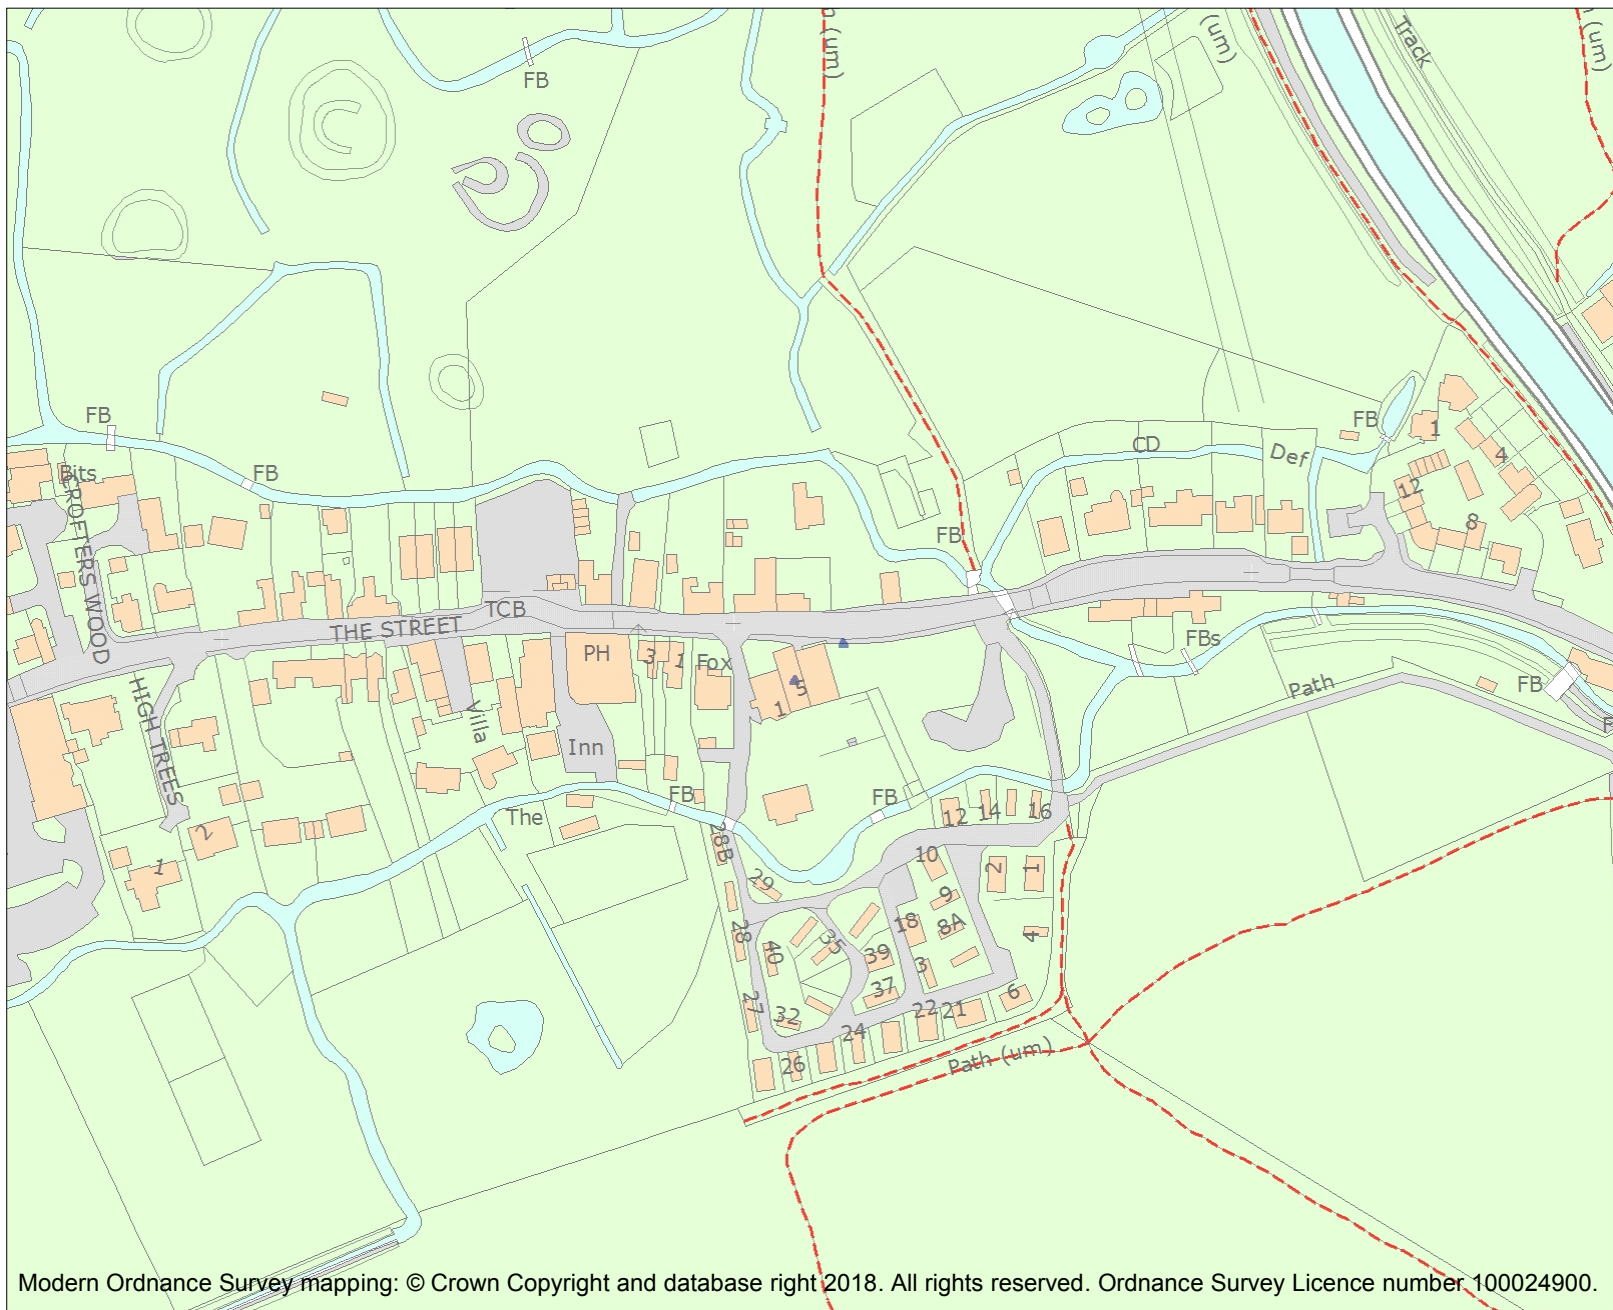 (um)
(um)
Track
(um)
FB
FB
FB
Bits
FB
CD
Def
FB
1
4
12
8
CROFTERS WOOD
TCB
THE STREET
PH
3
1
Fox
5
1
FBs
Path
FB
HIGH TREES
Villa
Inn
The
FB
FB
FB
2
1
28B
29
12
14
16
10
2
1
9
18
8A
4
28
40
35
39
3
37
6
27
32
22
21
24
26
Path (um)
Modern Ordnance Survey mapping: © Crown Copyright and database right 2018. All rights reserved. Ordnance Survey Licence number 100024900.